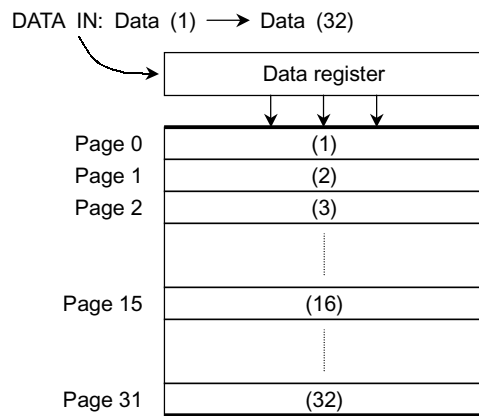 DATA IN: Data (1) → Data (32)
Data register
Page 0 (1)
Page 1 (2)
Page 2 (3)
Page 15 (16)
Page 31 (32)